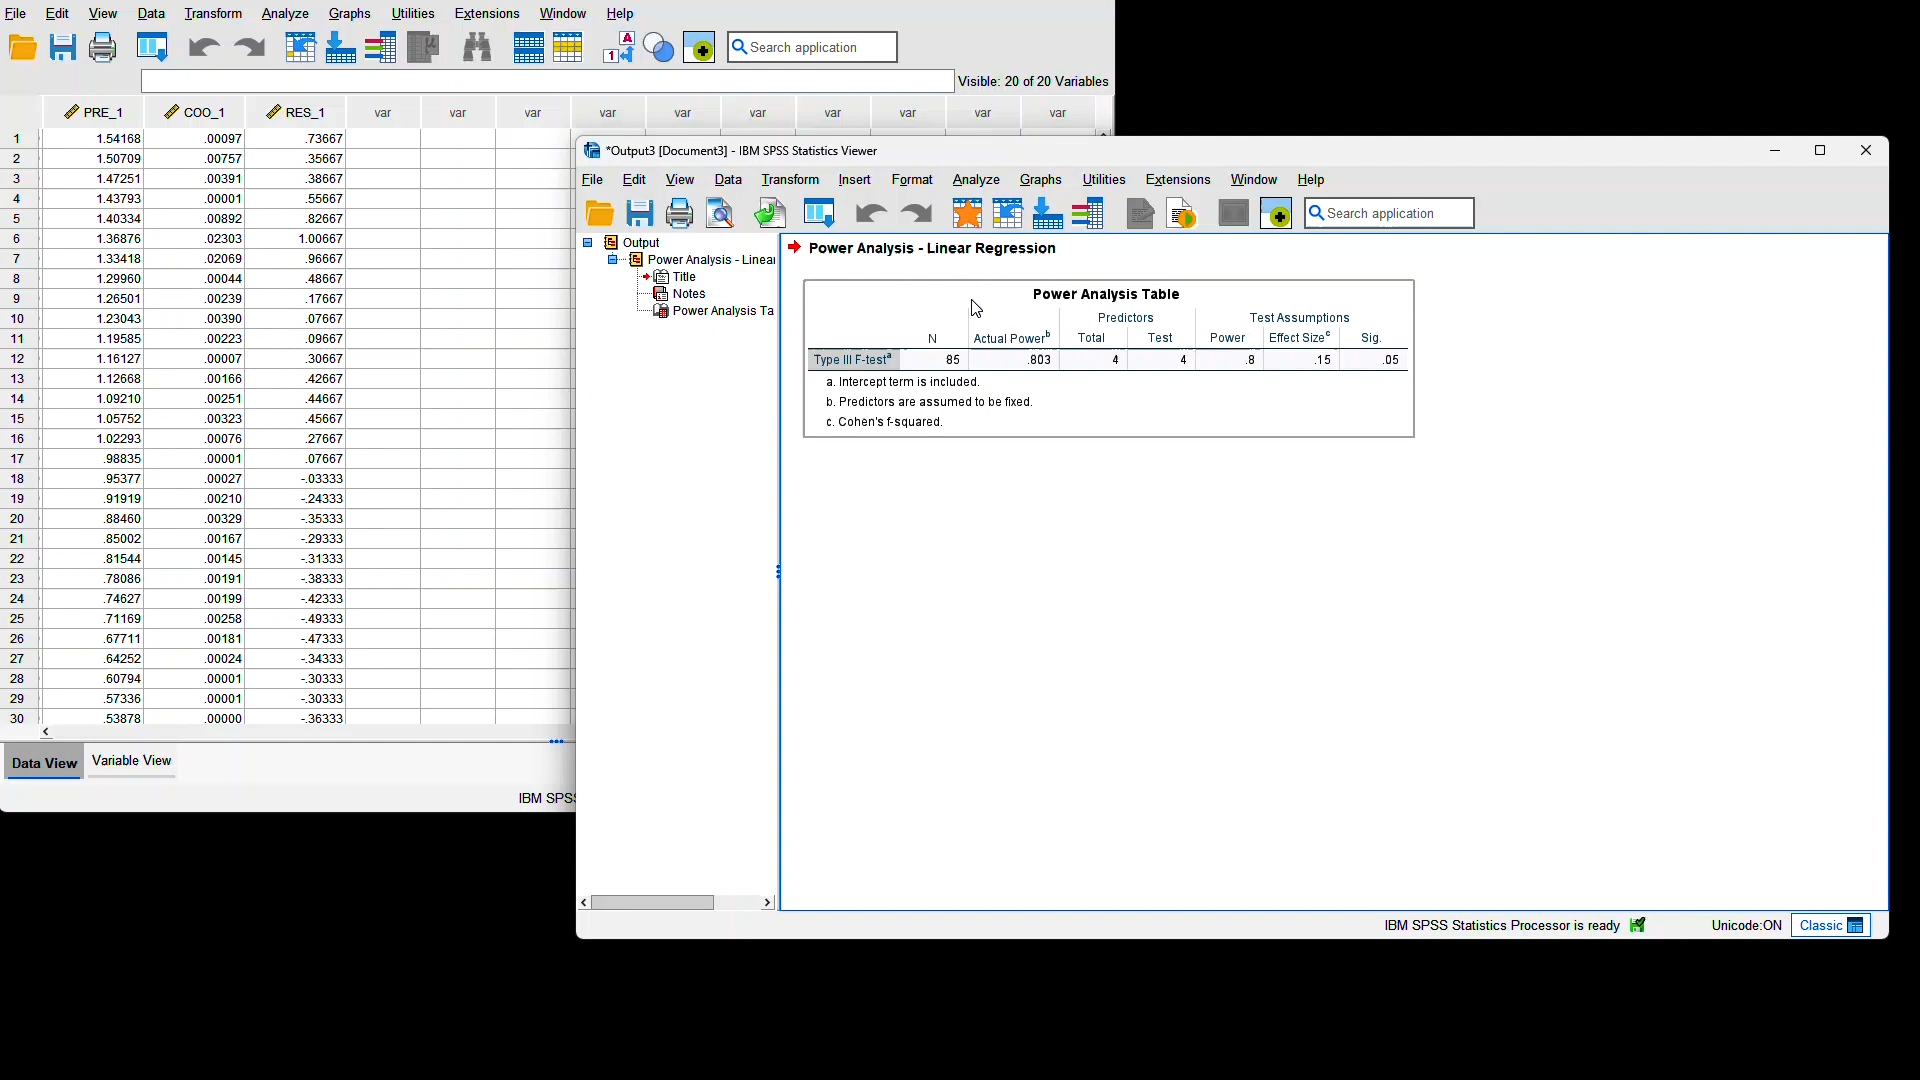 File Edit View Data Transform Analyze Graphs Utilities Extensions Window Help
Search application
Visible: 20 of 20 Variables
PRE_1 COO_1 RES_1 var var var var var var var var var var
1 1.54168 .00097 .73667
2 1.50709 .00757 .35667
3 1.47251 .00391 .38667
4 1.43793 .00001 .55667
5 1.40334 .00892 .82667
6 1.36876 .02303 1.00667
7 1.33418 .02069 .96667
8 1.29960 .00044 .48667
9 1.26501 .00239 .17667
10 1.23043 .00390 .07667
11 1.19585 .00223 .09667
12 1.16127 .00007 .30667
13 1.12668 .00166 .42667
14 1.09210 .00251 .44667
15 1.05752 .00323 .45667
16 1.02293 .00076 .27667
17 .98835 .00001 .07667
18 .95377 .00027 -.03333
19 .91919 .00210 -.24333
20 .88460 .00329 -.35333
21 .85002 .00167 -.29333
22 .81544 .00145 -.31333
23 .78086 .00191 -.38333
24 .74627 .00199 -.42333
25 .71169 .00258 -.49333
26 .67711 .00181 -.47333
27 .64252 .00024 -.34333
28 .60794 .00001 -.30333
29 .57336 .00001 -.30333
30 .53878 .00000 -.36333
Data View Variable View
IBM SPS
*Output3 [Document3] - IBM SPSS Statistics Viewer
File Edit View Data Transform Insert Format Analyze Graphs Utilities Extensions Window Help
Search application
Output
Power Analysis - Linear
Title
Notes
Power Analysis Ta
Power Analysis - Linear Regression
Power Analysis Table
Predictors Test Assumptions
N Actual Powerᵇ Total Test Power Effect Sizeᶜ Sig.
Type III F-testᵃ 85 .803 4 4 .8 .15 .05
a. Intercept term is included.
b. Predictors are assumed to be fixed.
c. Cohen's f-squared.
IBM SPSS Statistics Processor is ready Unicode:ON Classic